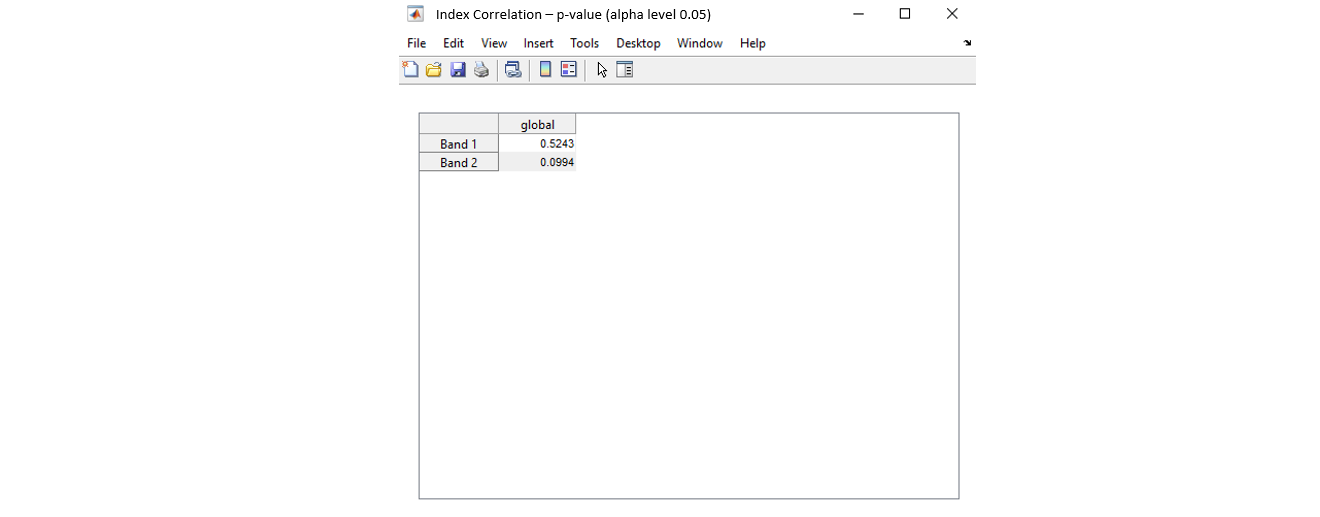 Index Correlation – p-value (alpha level 0.05)
File Edit View Insert Tools Desktop Window Help
global
Band 1 0.5243
Band 2 0.0994